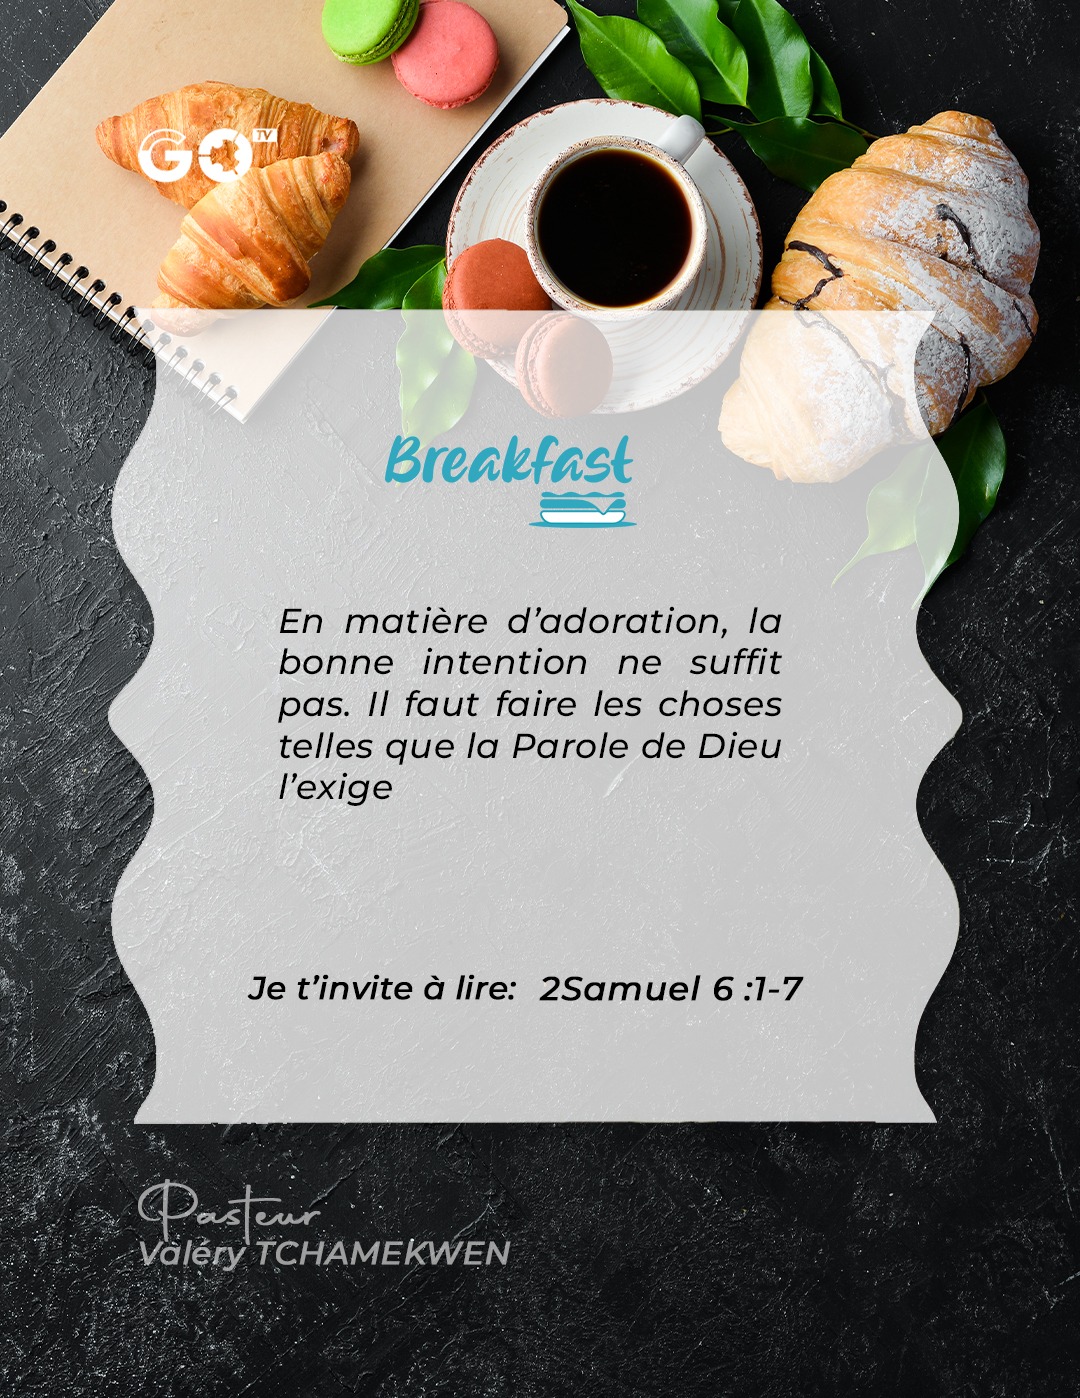 GO TV
Breakfast
En matière d’adoration, la
bonne intention ne suffit
pas. Il faut faire les choses
telles que la Parole de Dieu
l’exige
Je t’invite à lire: 2Samuel 6 :1-7
Pasteur
Valéry TCHAMEKWEN